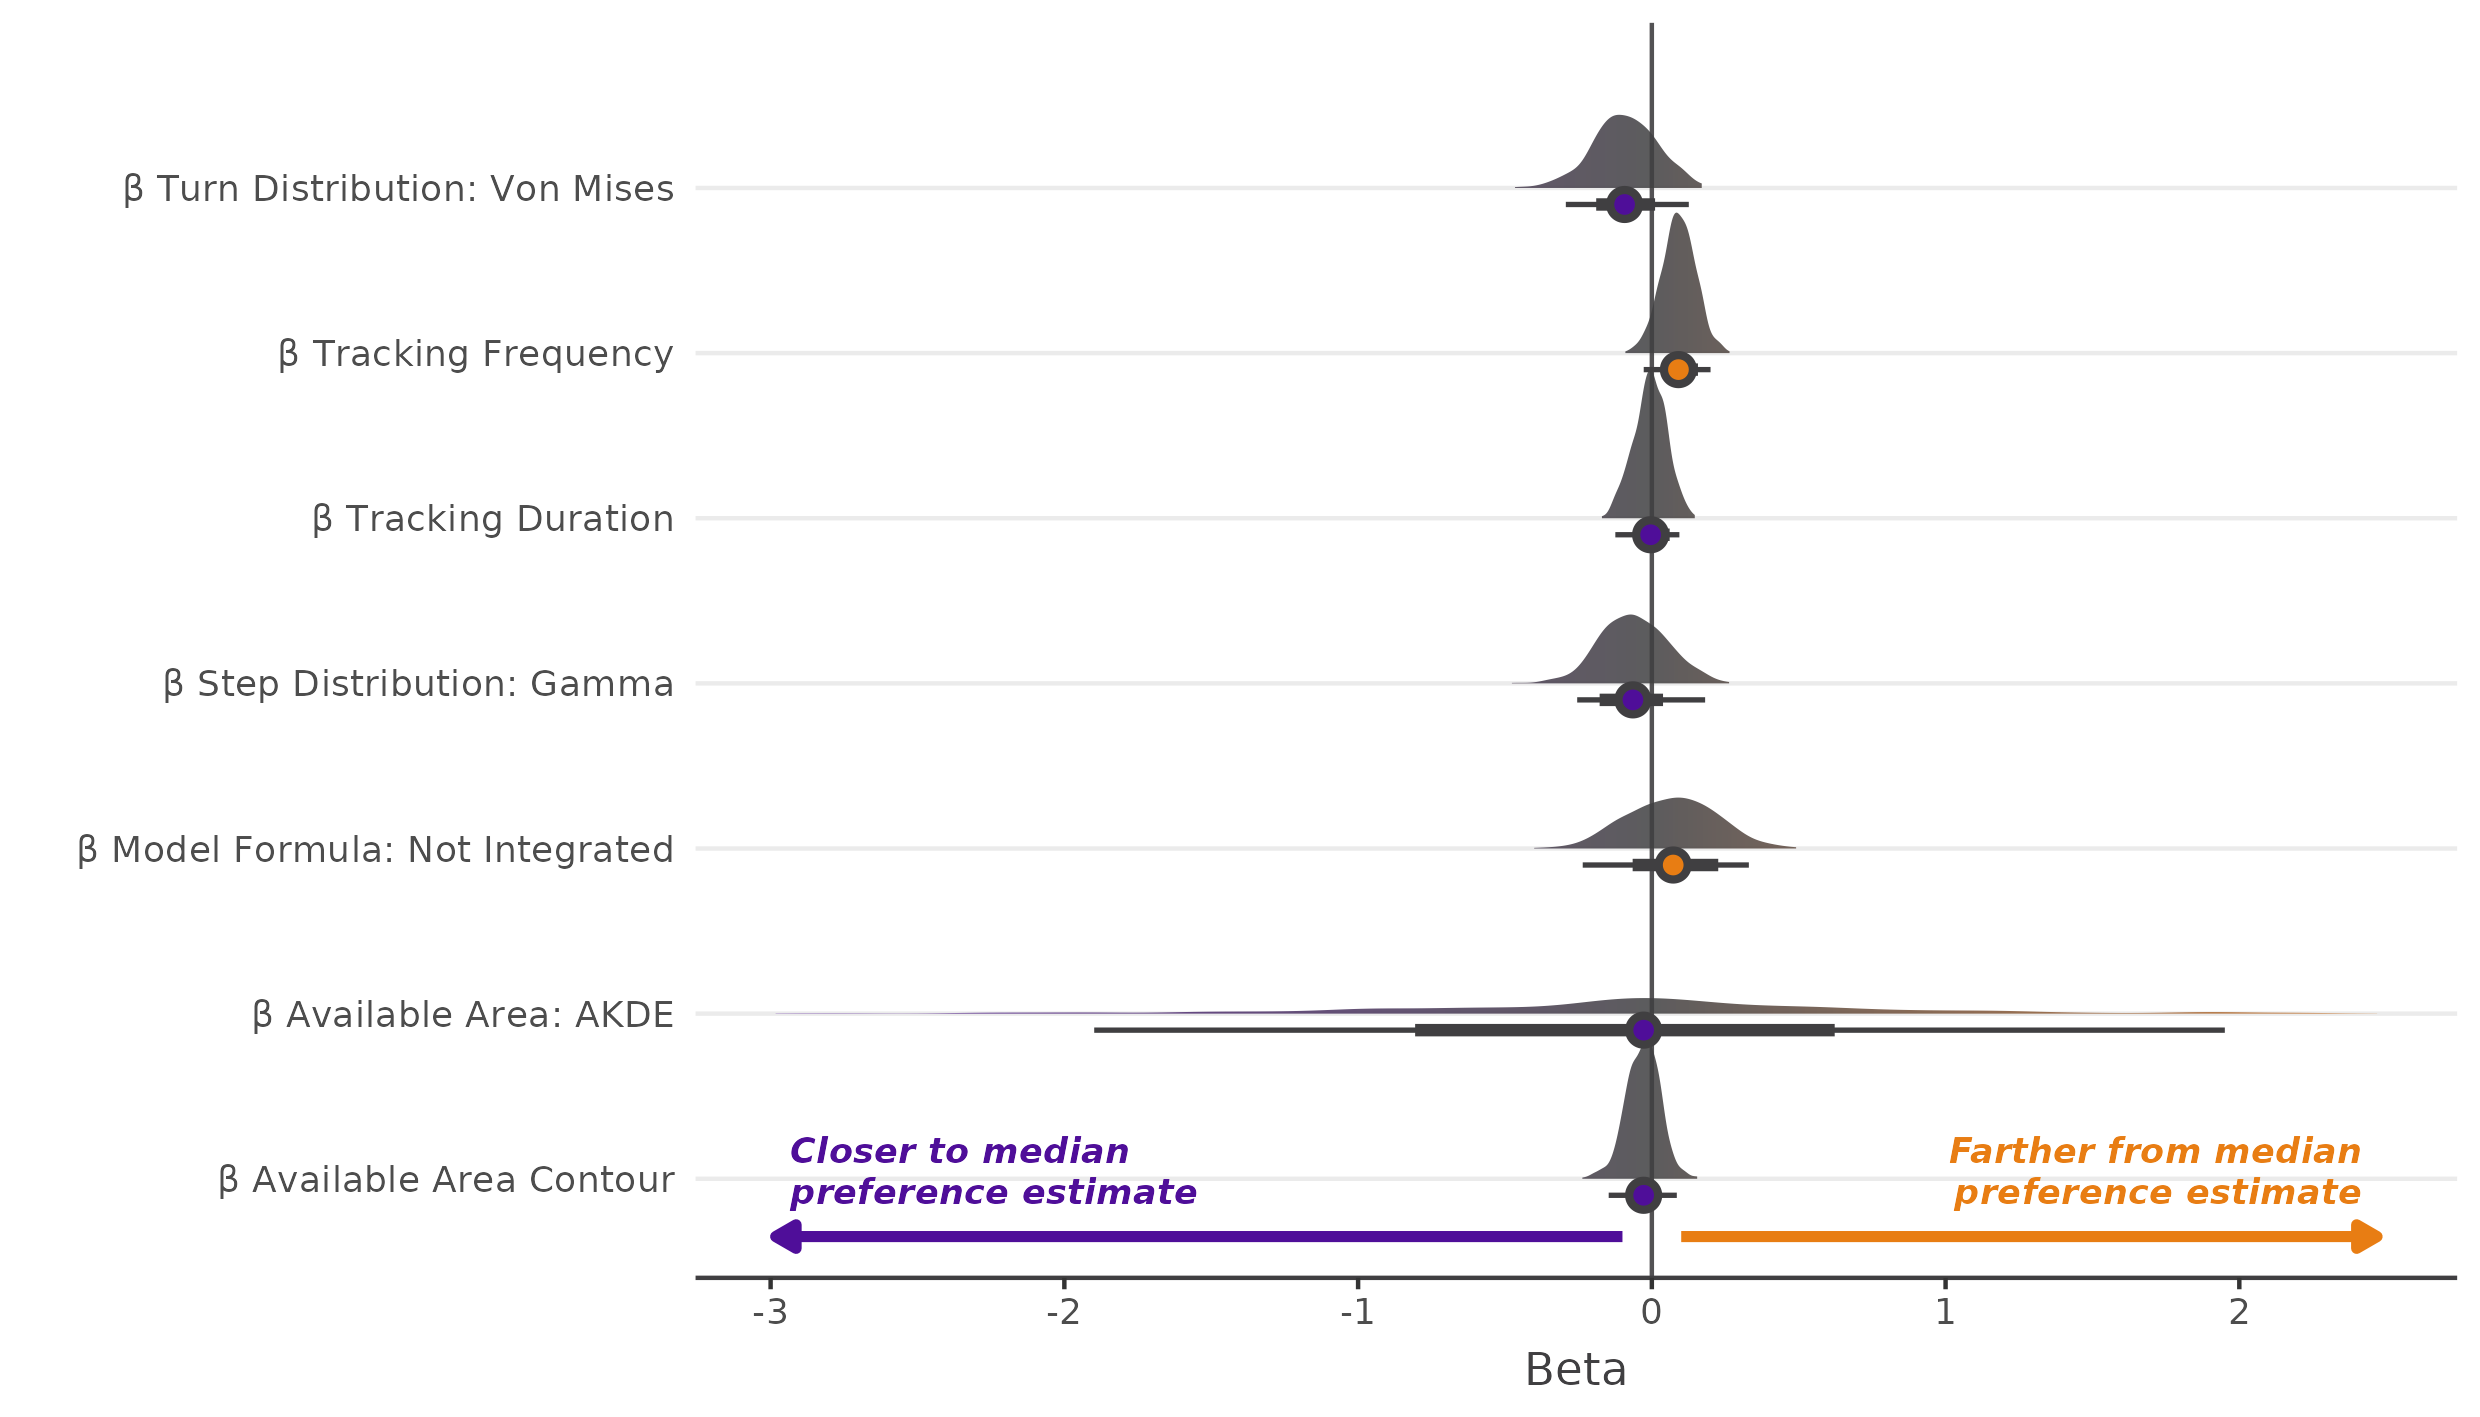 β Turn Distribution: Von Mises
β Tracking Frequency
β Tracking Duration
β Step Distribution: Gamma
β Model Formula: Not Integrated
β Available Area: AKDE
β Available Area Contour
Closer to median
preference estimate
Farther from median
preference estimate
-3 -2 -1 0 1 2
Beta